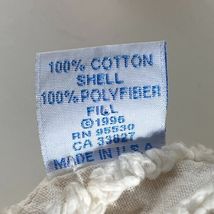 100% COTTON
SHELL
100% POLYFIBER
FILL
©1996
RN 95530
CA 33827
MADE IN U.S.A.